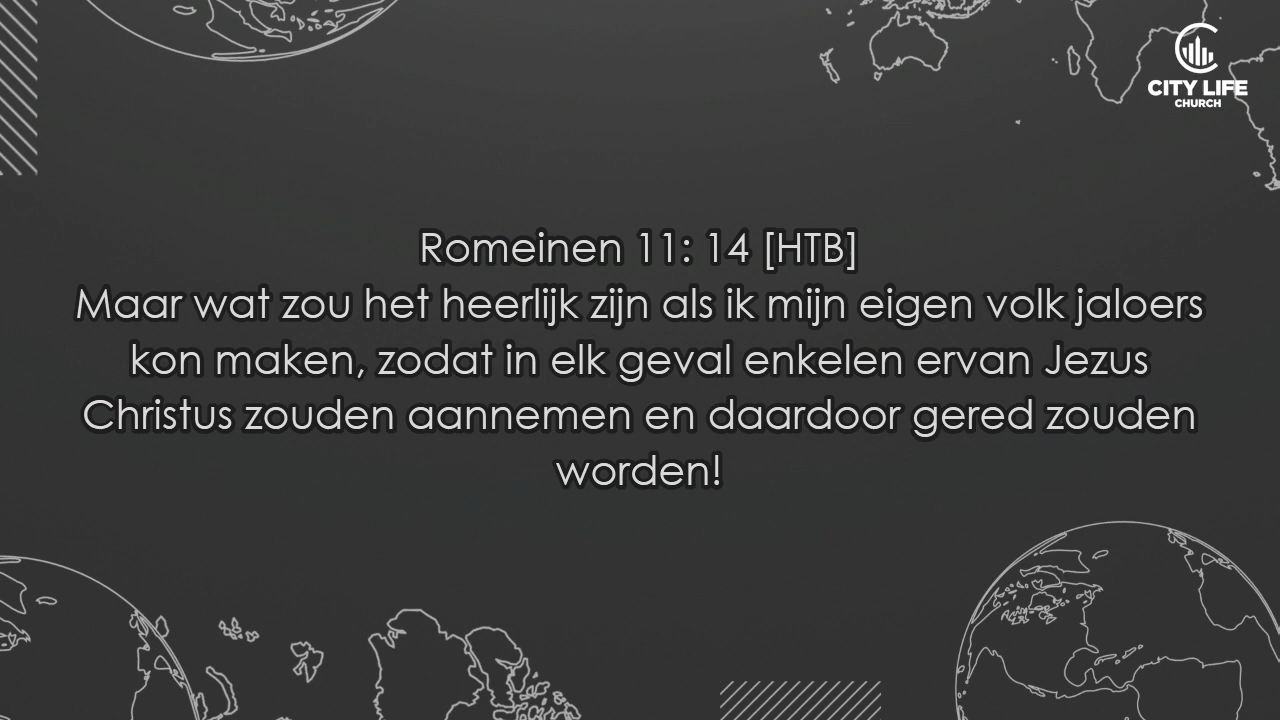 CITY LIFE
CHURCH
Romeinen 11: 14 [HTB]
Maar wat zou het heerlijk zijn als ik mijn eigen volk jaloers
kon maken, zodat in elk geval enkelen ervan Jezus
Christus zouden aannemen en daardoor gered zouden
worden!